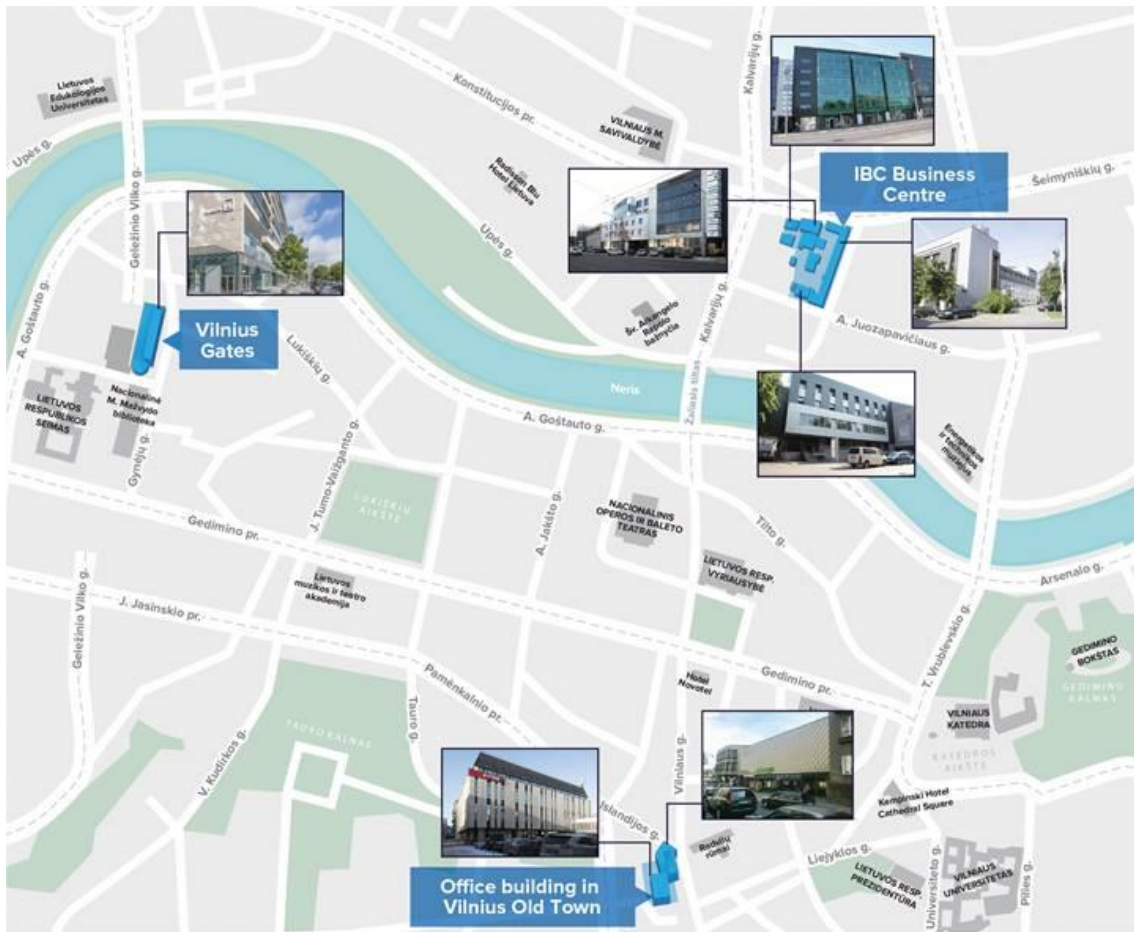 Lietuvos
Edukologijos
Universitetas
Upės g.
Geležinio Vilko g.
Konstitucijos pr.
Kalvarijų g.
VILNIAUS M.
SAVIVALDYBĖ
Radisson Blu
Hotel Lietuva
Upės g.
IBC Business
Centre
Šeimyniškių g.
A. Goštauto g.
Vilnius
Gates
Lukiškių g.
Šv. Arkangelo
Rapolo
bažnyčia
Kalvarijų g.
A. Juozapavičiaus g.
Neris
Žaliasis tiltas
LIETUVOS
RESPUBLIKOS
SEIMAS
Nacionalinė
M. Mažvydo
biblioteka
Gynėjų g.
A. Goštauto g.
J. Tumo-Vaižganto g.
LUKIŠKIŲ
AIKŠTĖ
A. Jakšto g.
NACIONALINIS
OPEROS IR BALETO
TEATRAS
Tilto g.
Energetikos
ir technikos
muziejus
Gedimino pr.
LIETUVOS RESP.
VYRIAUSYBĖ
Arsenalo g.
Geležinio Vilko g.
J. Jasinskio pr.
Lietuvos
muzikos ir teatro
akademija
T. Vrublevskio g.
GEDIMINO
BOKŠTAS
GEDIMINO
KALNAS
Pamėnkalnio pr.
Tauro g.
Hotel
Novotel
Gedimino pr.
VILNIAUS
KATEDRA
KATEDROS
AIKŠTĖ
TAURO KALNAS
V. Kudirkos g.
Vilniaus g.
Islandijos g.
Kempinski Hotel
Cathedral Square
Radvilų
rūmai
Liejyklos g.
LIETUVOS RESP.
PREZIDENTŪRA
Universiteto g.
VILNIAUS
UNIVERSITETAS
Pilies g.
Office building in
Vilnius Old Town